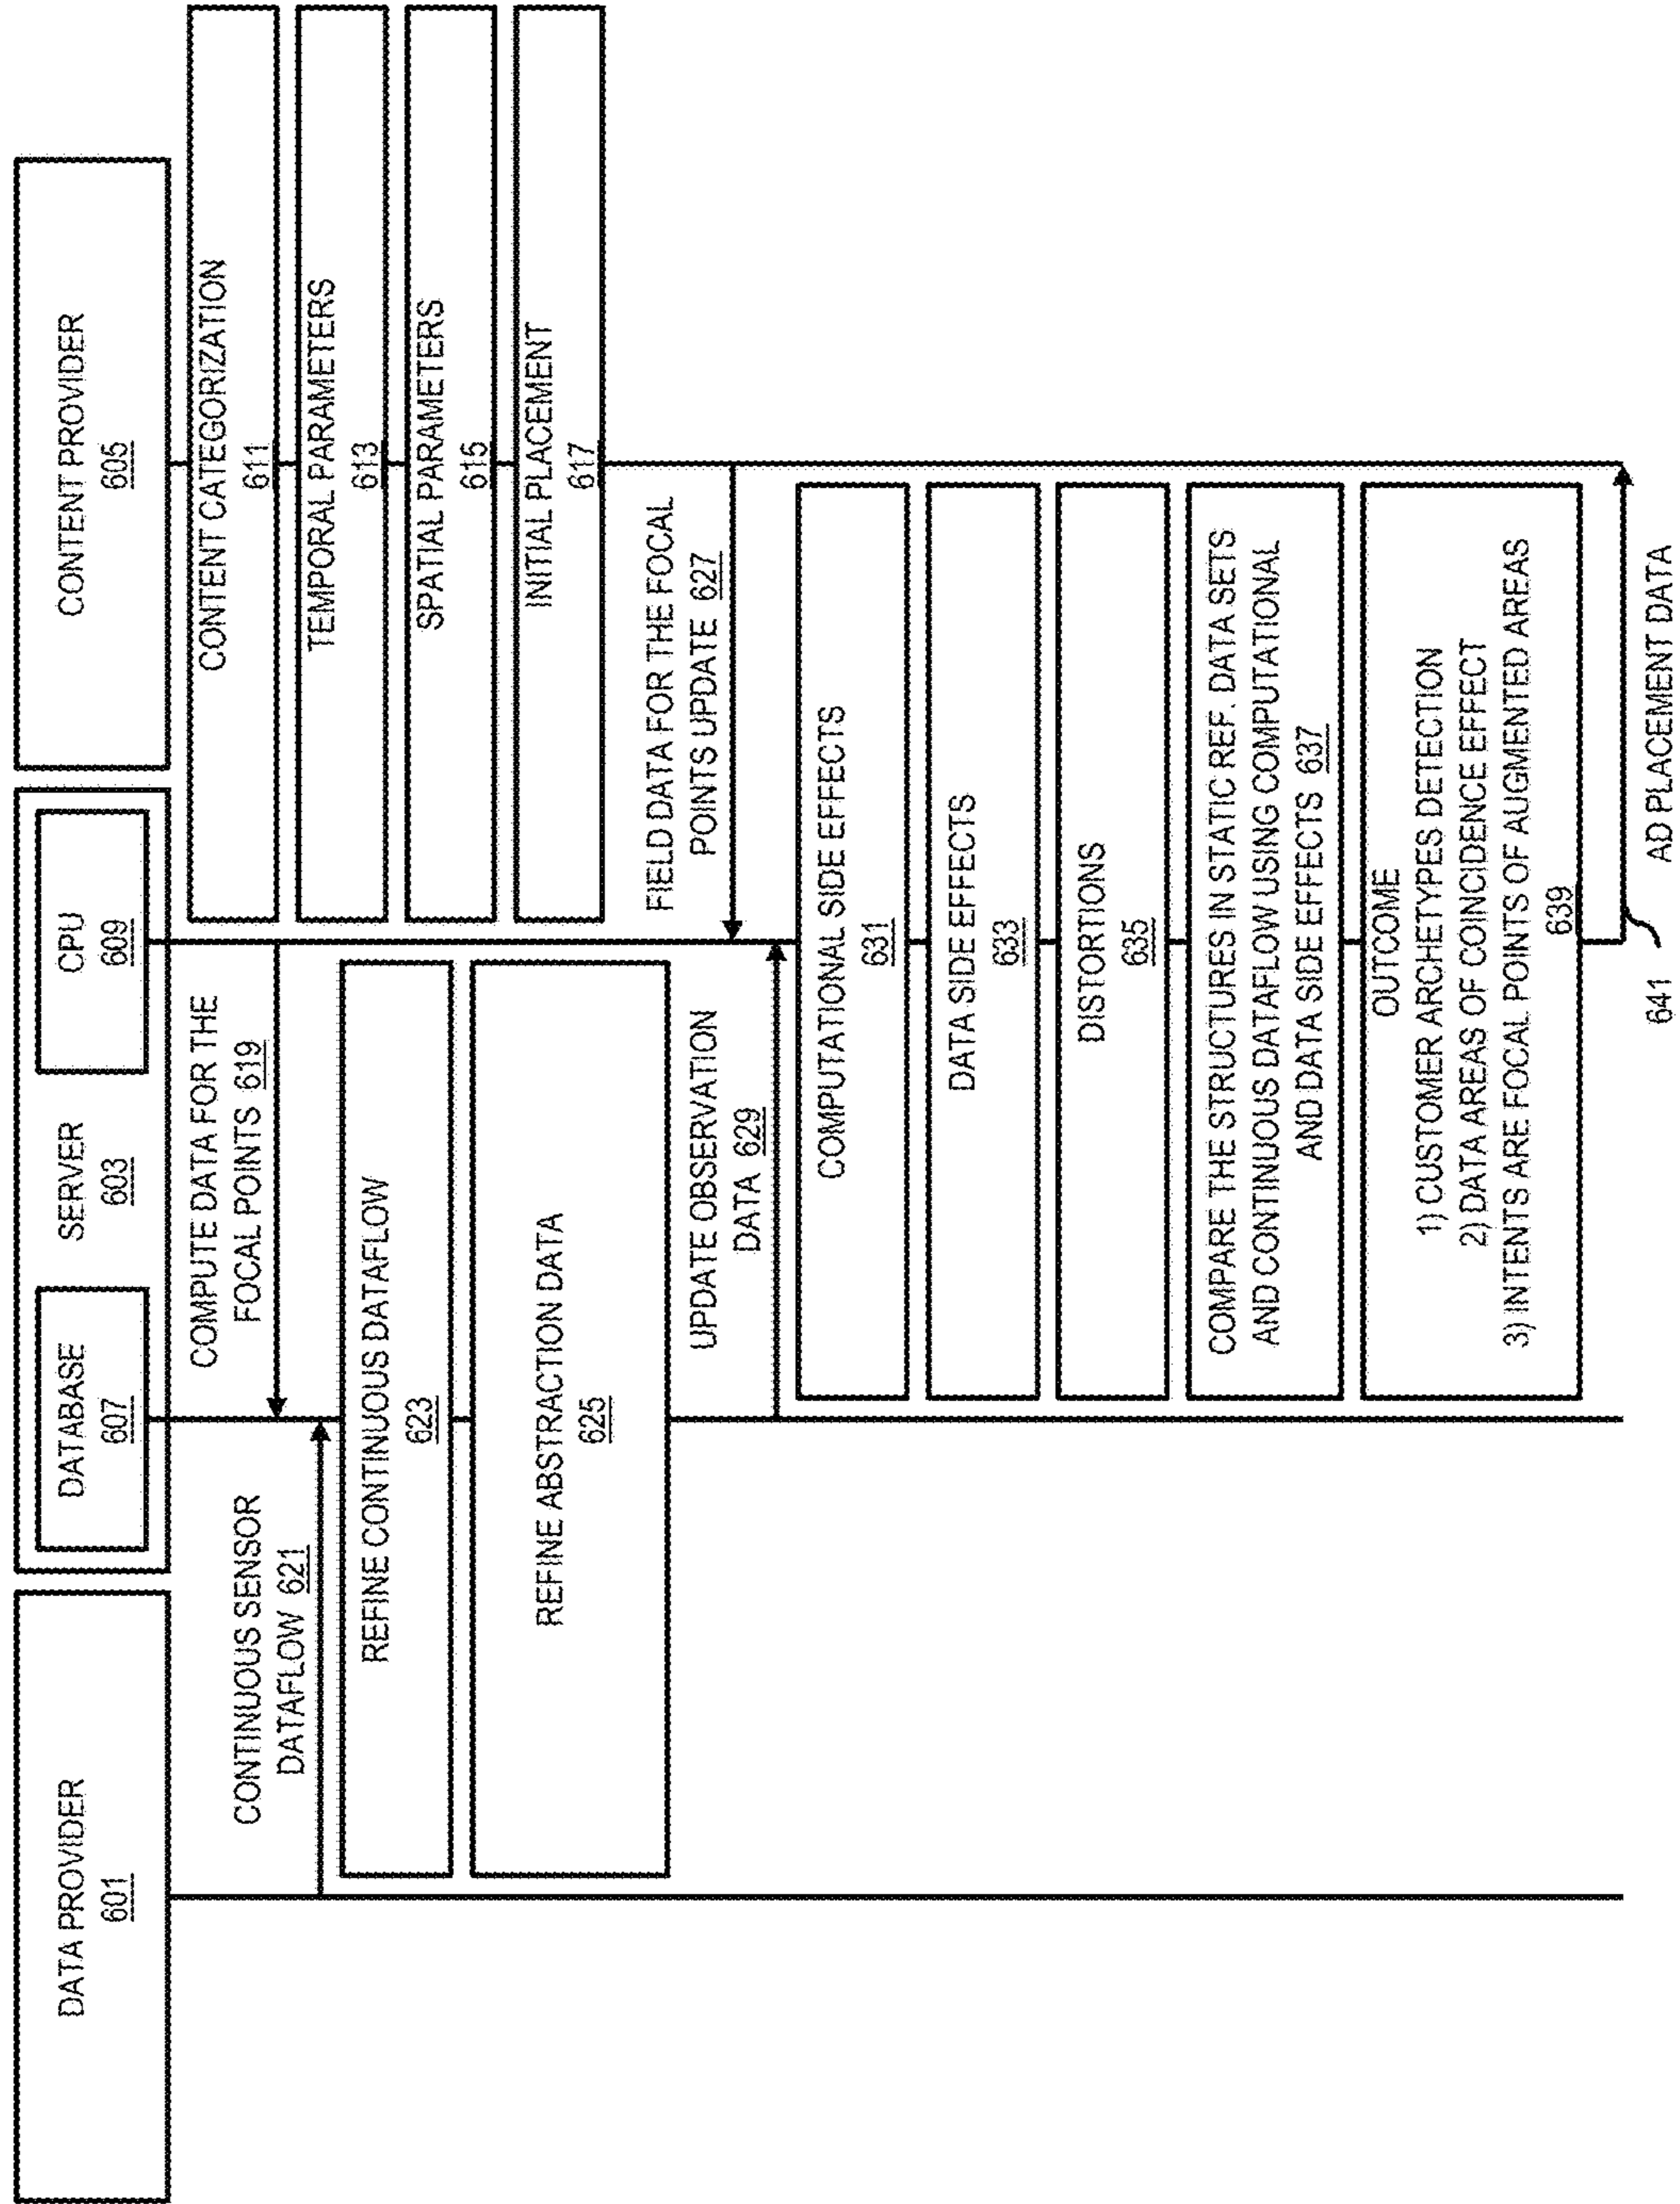 DATA PROVIDER
601
SERVER
603
DATABASE
607
CPU
609
CONTENT PROVIDER
605
CONTENT CATEGORIZATION
611
TEMPORAL PARAMETERS
613
SPATIAL PARAMETERS
615
INITIAL PLACEMENT
617
COMPUTE DATA FOR THE
FOCAL POINTS 619
CONTINUOUS SENSOR
DATAFLOW 621
REFINE CONTINUOUS DATAFLOW
623
REFINE ABSTRACTION DATA
625
FIELD DATA FOR THE FOCAL
POINTS UPDATE 627
UPDATE OBSERVATION
DATA 629
COMPUTATIONAL SIDE EFFECTS
631
DATA SIDE EFFECTS
633
DISTORTIONS
635
COMPARE THE STRUCTURES IN STATIC REF. DATA SETS
AND CONTINUOUS DATAFLOW USING COMPUTATIONAL
AND DATA SIDE EFFECTS 637
OUTCOME
1) CUSTOMER ARCHETYPES DETECTION
2) DATA AREAS OF COINCIDENCE EFFECT
3) INTENTS ARE FOCAL POINTS OF AUGMENTED AREAS
639
641
AD PLACEMENT DATA